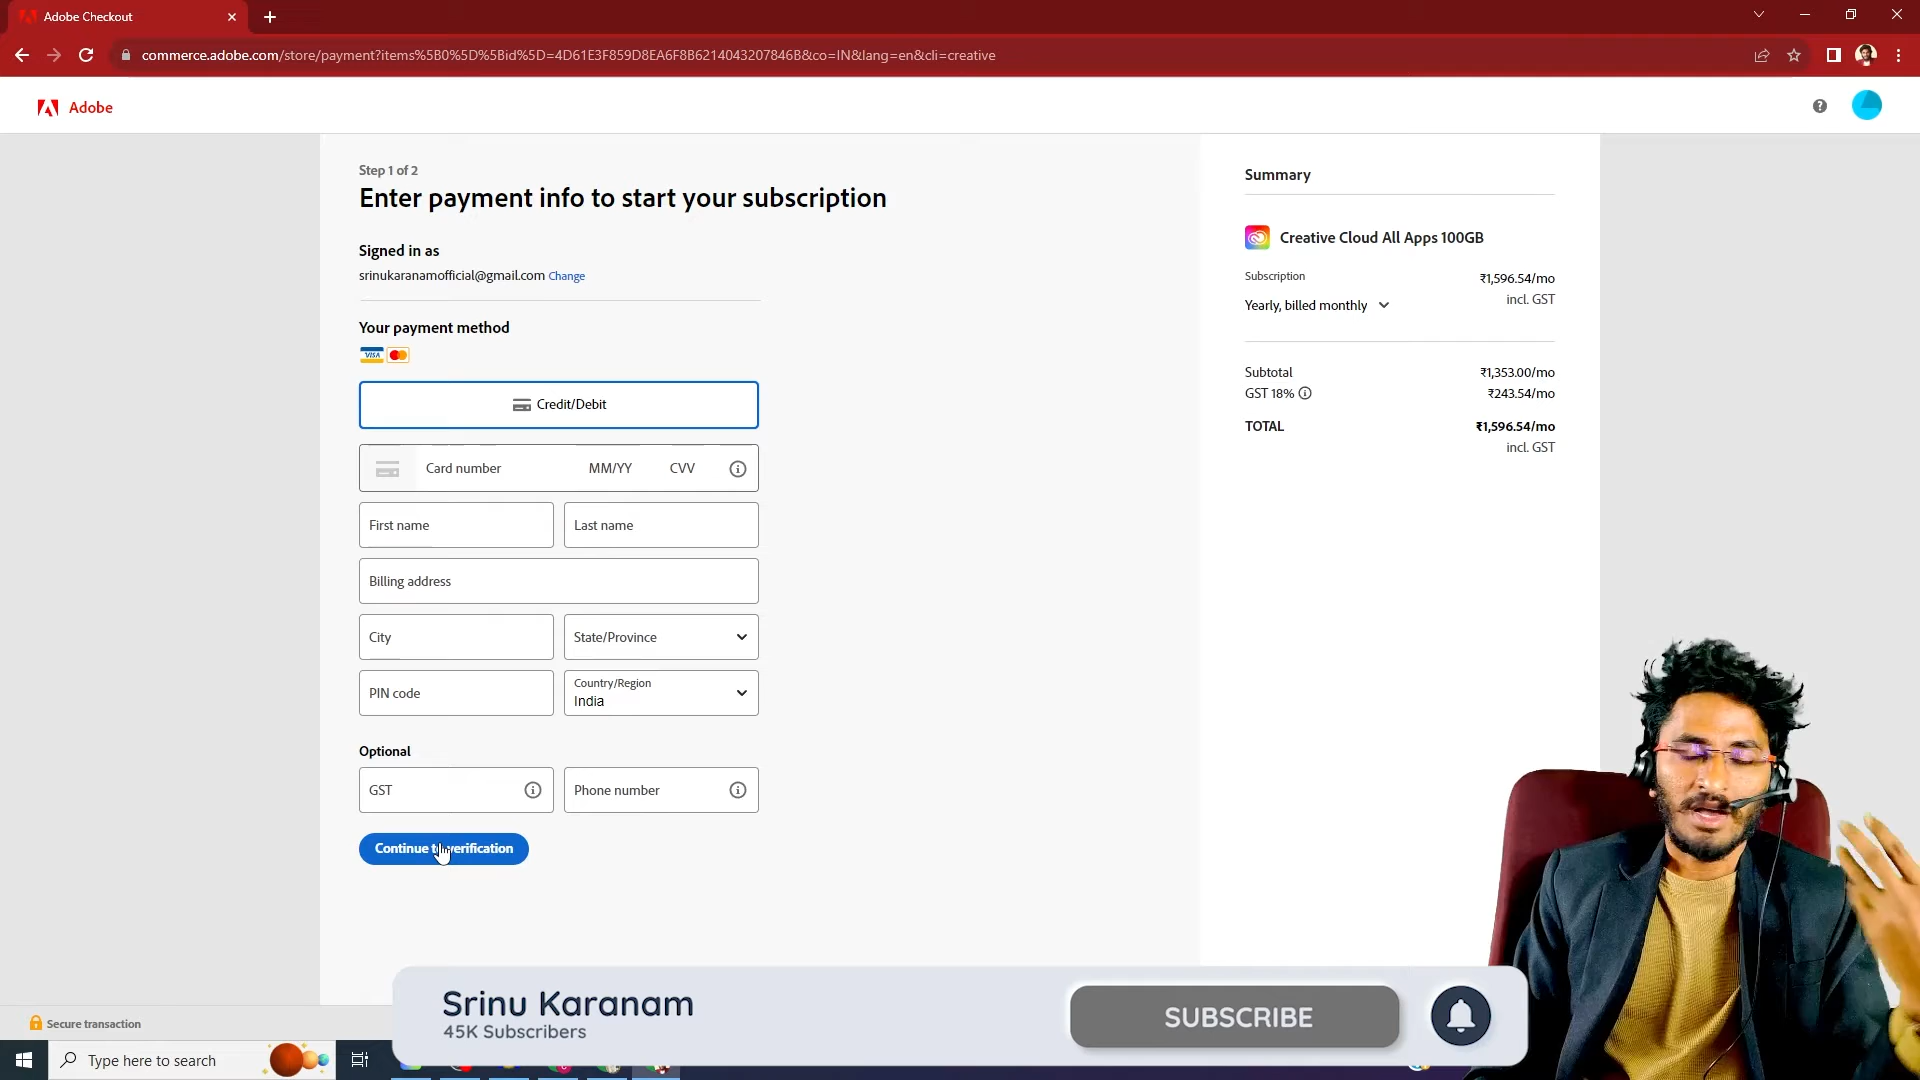 Adobe Checkout
commerce.adobe.com/store/payment?items%5B0%5D%5Bid%5D=4D61E3F859D8EA6F8B6214043207846B&co=IN&lang=en&cli=creative
Adobe
Step 1 of 2
Enter payment info to start your subscription
Signed in as
srinukaranamofficial@gmail.com Change
Your payment method
VISA
Credit/Debit
Card number MM/YY CVV
First name Last name
Billing address
City State/Province
PIN code Country/Region
India
Optional
GST Phone number
Continue to verification
Summary
Creative Cloud All Apps 100GB
Subscription ₹1,596.54/mo
incl. GST
Yearly, billed monthly
Subtotal ₹1,353.00/mo
GST 18% ₹243.54/mo
TOTAL ₹1,596.54/mo
incl. GST
Srinu Karanam
45K Subscribers
SUBSCRIBE
Secure transaction
Type here to search